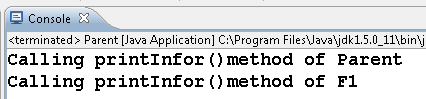 Console
<terminated> Parent [Java Application] C:\Program Files\Java\jdk1.5.0_11\bin\j
Calling printInfor()method of Parent
Calling printInfor()method of F1